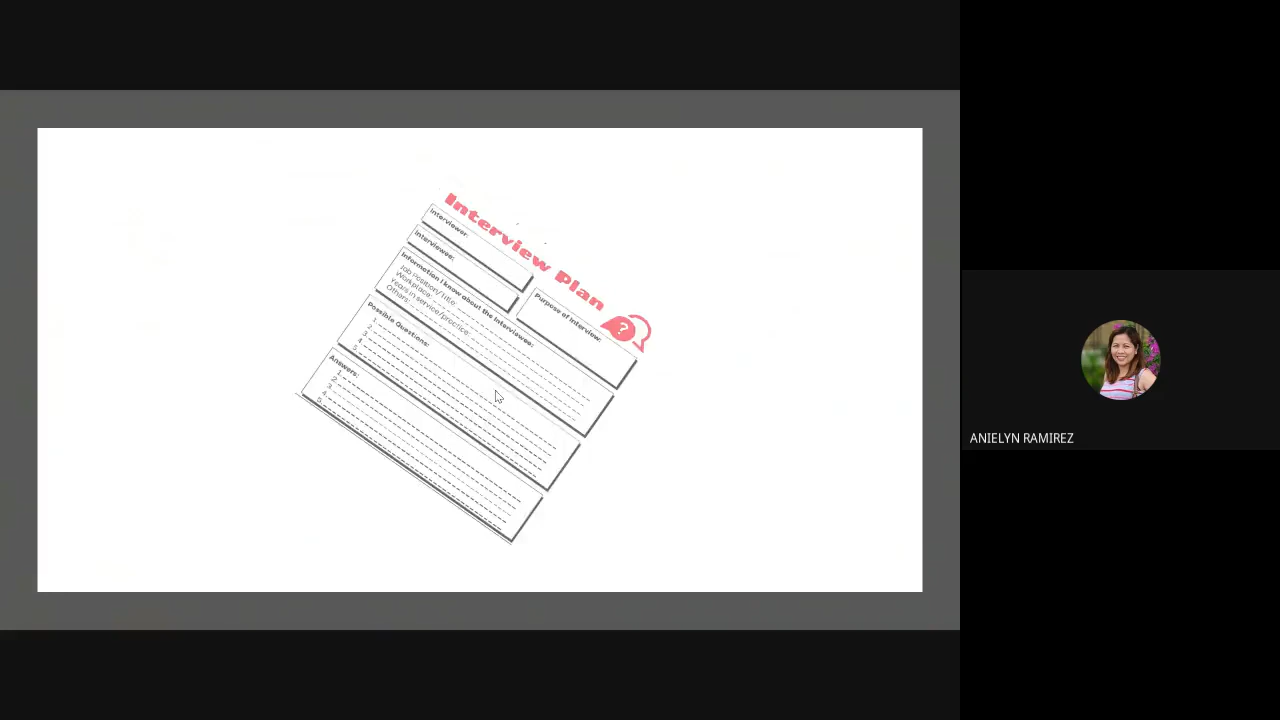 Interview Plan
Interviewer:
Interviewee:
Purpose of Interview:
Information I know about the Interviewee:
Job Position/Title:
Workplace:
Years in service/practice:
Others:
Possible Questions:
1.
2.
3.
4.
Answers:
1.
2.
3.
4.
5.
?
ANIELYN RAMIREZ